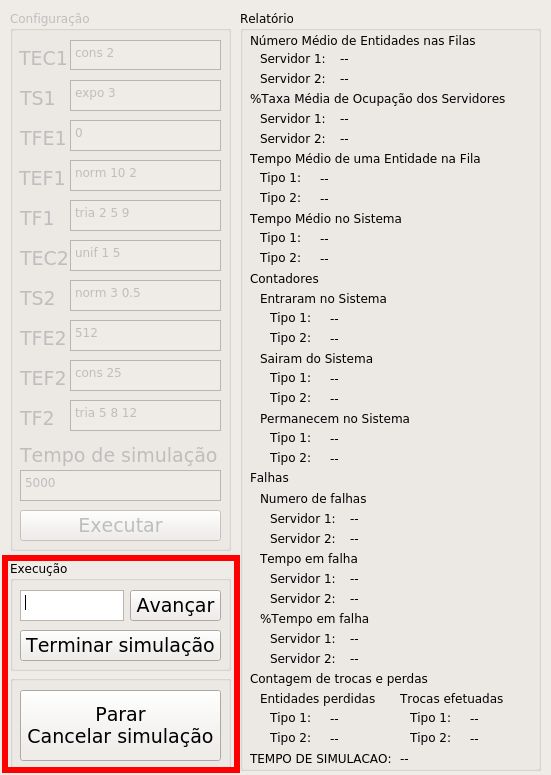 Configuração
TEC1 cons 2
TS1 expo 3
TFE1 0
TEF1 norm 10 2
TF1 tria 2 5 9
TEC2 unif 1 5
TS2 norm 3 0.5
TFE2 512
TEF2 cons 25
TF2 tria 5 8 12
Tempo de simulação
5000
Executar
Execução
Avançar
Terminar simulação
Parar
Cancelar simulação
Relatório
Número Médio de Entidades nas Filas
Servidor 1: --
Servidor 2: --
%Taxa Média de Ocupação dos Servidores
Servidor 1: --
Servidor 2: --
Tempo Médio de uma Entidade na Fila
Tipo 1: --
Tipo 2: --
Tempo Médio no Sistema
Tipo 1: --
Tipo 2: --
Contadores
Entraram no Sistema
Tipo 1: --
Tipo 2: --
Sairam do Sistema
Tipo 1: --
Tipo 2: --
Permanecem no Sistema
Tipo 1: --
Tipo 2: --
Falhas
Numero de falhas
Servidor 1: --
Servidor 2: --
Tempo em falha
Servidor 1: --
Servidor 2: --
%Tempo em falha
Servidor 1: --
Servidor 2: --
Contagem de trocas e perdas
Entidades perdidas Trocas efetuadas
Tipo 1: -- Tipo 1: --
Tipo 2: -- Tipo 2: --
TEMPO DE SIMULACAO: --